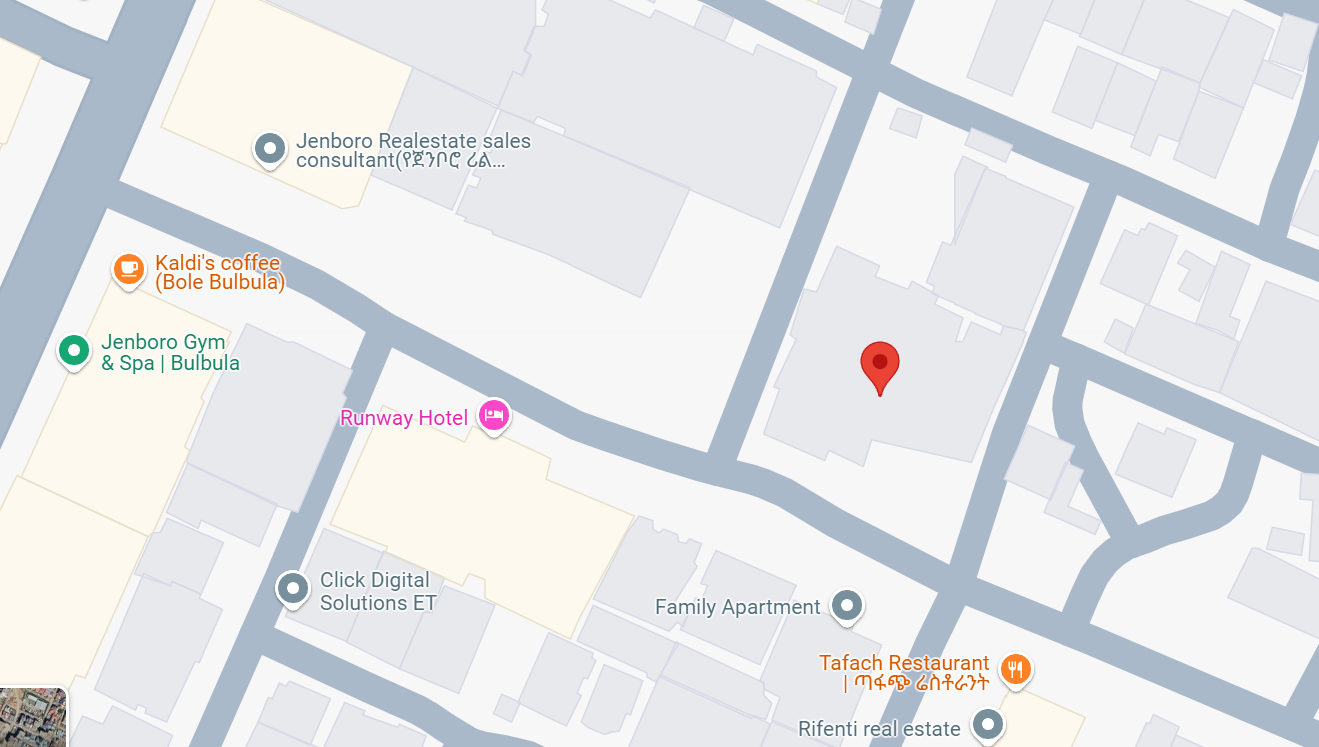 Jenboro Realestate sales
consultant(የጀንቦሮ ሪል...
Kaldi's coffee
(Bole Bulbula)
Jenboro Gym
& Spa | Bulbula
Runway Hotel
Click Digital
Solutions ET
Family Apartment
Tafach Restaurant
| ጣፋጭ ሬስቶራንት
Rifenti real estate